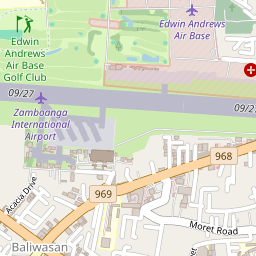 Edwin Andrews
Air Base
Edwin
Andrews
Air Base
Golf Club
09/27
09/27
Zamboanga
International
Airport
968
969
Acacia Drive
Moret Road
Baliwasan